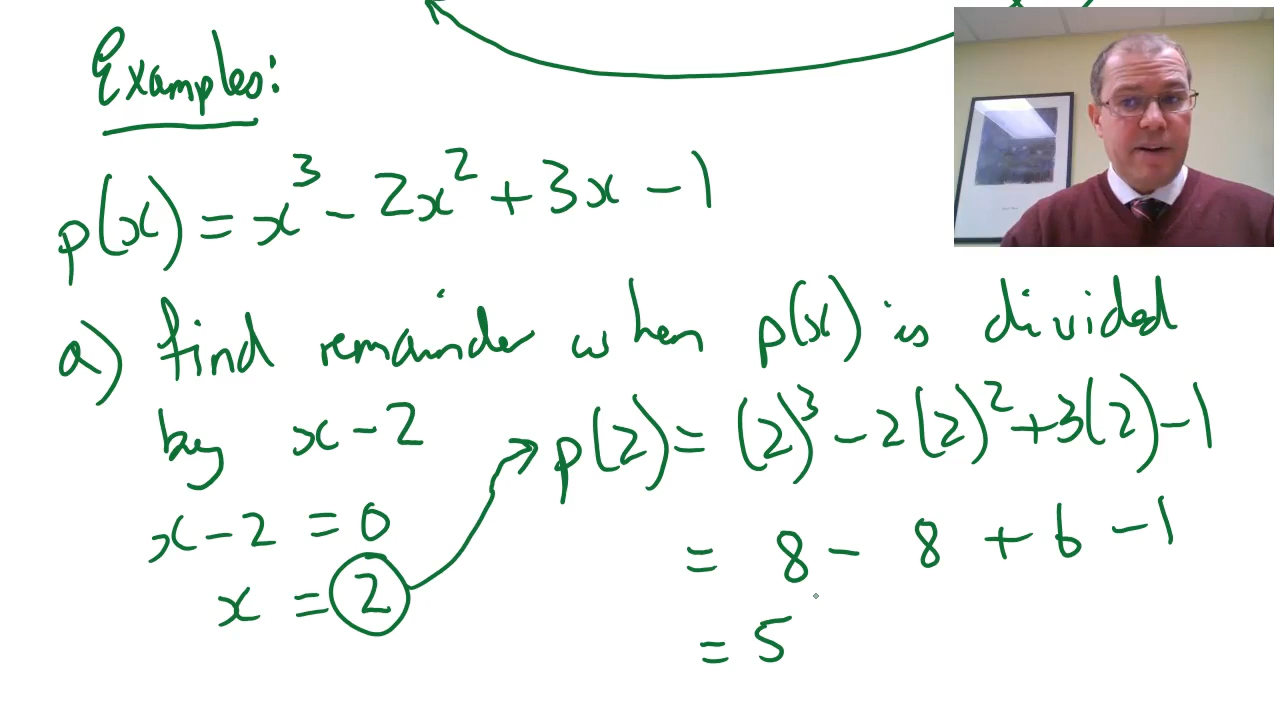 Examples:
p(x) = x³ - 2x² + 3x - 1
a) find remainder when p(x) is divided
by x - 2
p(2) = (2)³ - 2(2)² + 3(2) - 1
x - 2 = 0
= 8 - 8 + 6 - 1
x = 2
= 5